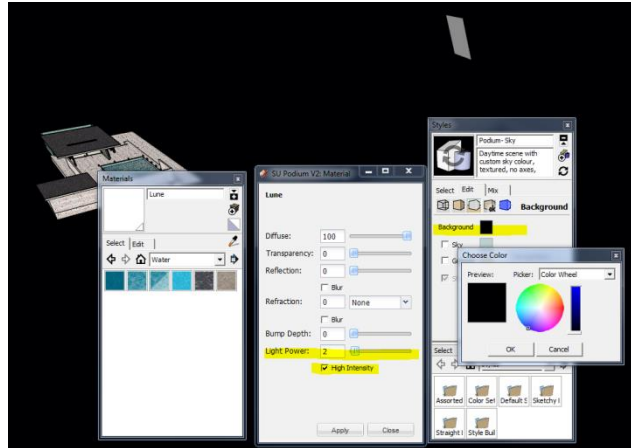 Materials
Lune
Select Edit
Water
SU Podium V2: Material
Lune
Diffuse: 100
Transparency: 0
Reflection: 0
Blur
Refraction: 0 None
Blur
Bump Depth: 0
Light Power: 2
High Intensity
Apply Close
Styles
Podium- Sky
Daytime scene with
custom sky colour,
textured, no axes,
Select Edit Mix
Background
Background
Sky
Choose Color
Preview: Picker: Color Wheel
OK Cancel
Select
Assorted Color Set Default S Sketchy I
Straight l Style Buil